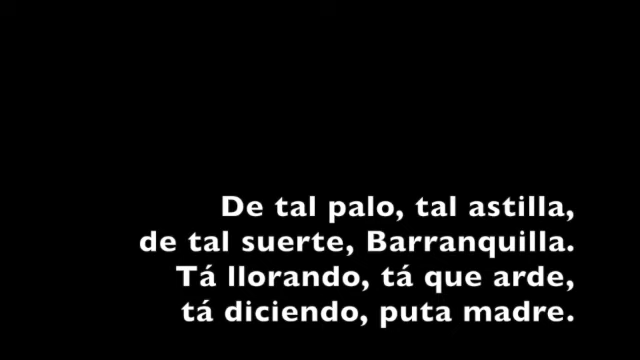 De tal palo, tal astilla,
de tal suerte, Barranquilla.
Tá llorando, tá que arde,
tá diciendo, puta madre.